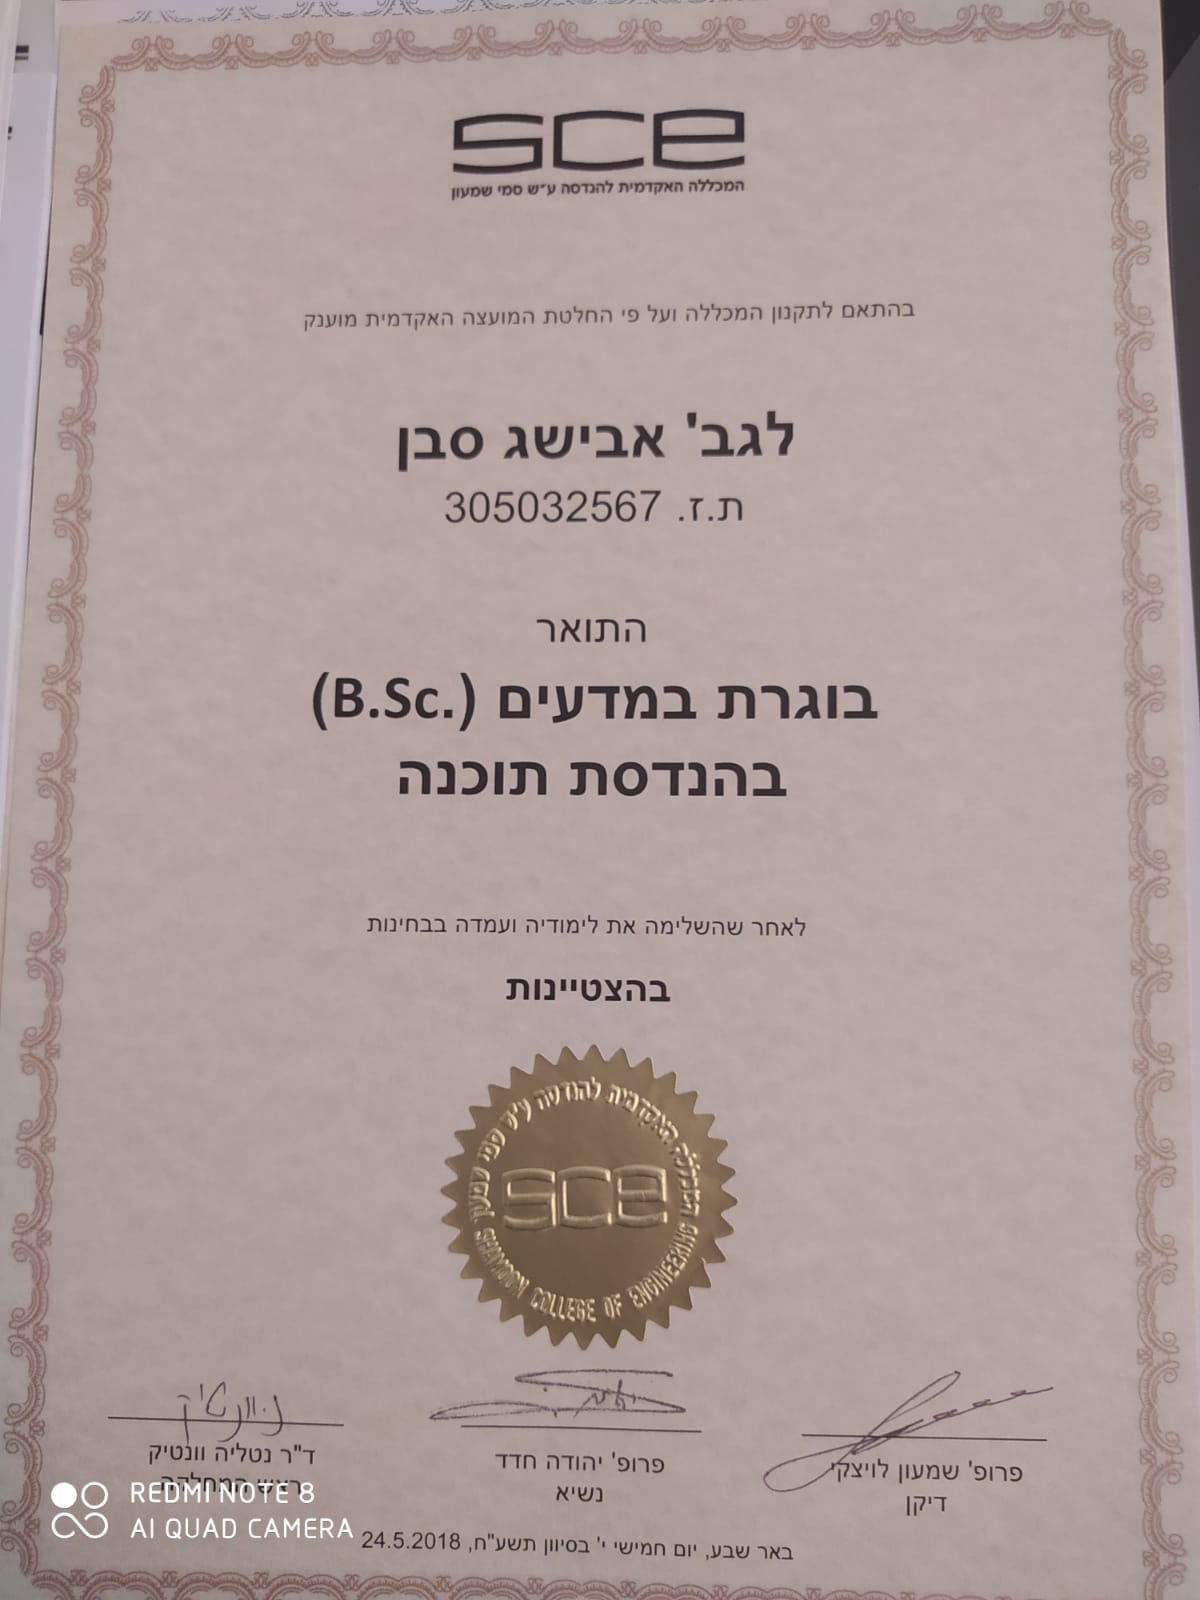 sce
המכללה האקדמית להנדסה ע״ש סמי שמעון
בהתאם לתקנון המכללה ועל פי החלטת המועצה האקדמית מוענק
לגב' אבישג סבן
ת.ז. 305032567
התואר
בוגרת במדעים (B.Sc.)
בהנדסת תוכנה
לאחר שהשלימה את לימודיה ועמדה בבחינות
בהצטיינות
המכללה האקדמית להנדסה ע״ש סמי שמעון
sce
SHAMOON COLLEGE OF ENGINEERING
פרופ' שמעון לויצקי
דיקן
פרופ' יהודה חדד
נשיא
נ. וונטיק
ד"ר נטליה וונטיק
ראש המחלקה
באר שבע, יום חמישי י' בסיוון תשע"ח, 24.5.2018
REDMI NOTE 8
AI QUAD CAMERA